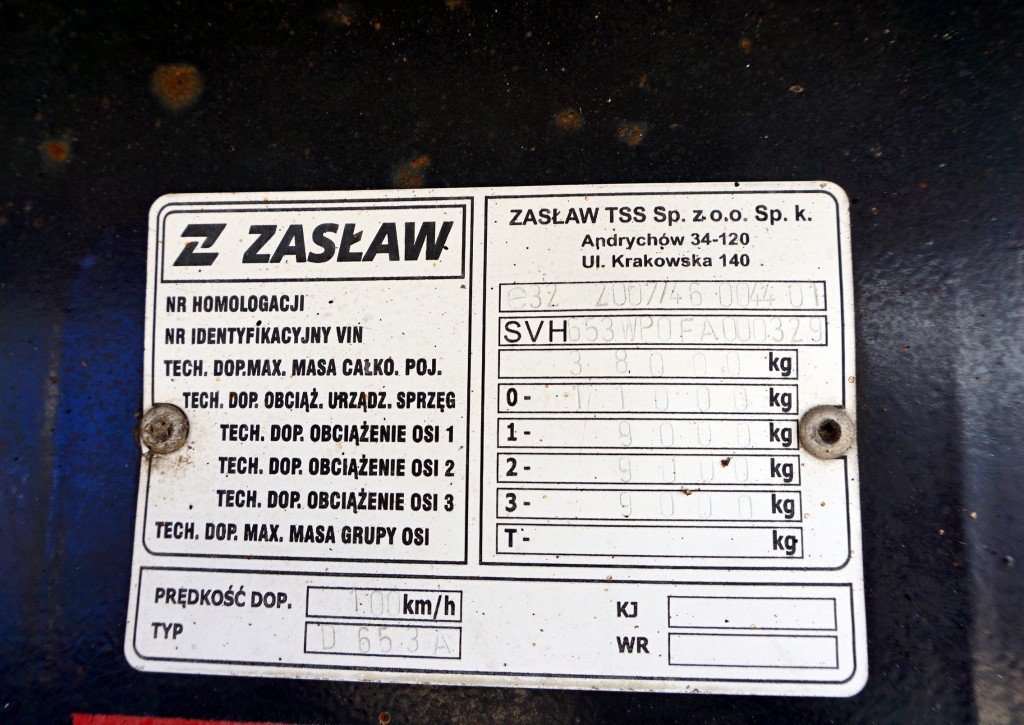 ZASŁAW
ZASŁAW TSS Sp. z o.o. Sp. k.
Andrychów 34-120
Ul. Krakowska 140
NR HOMOLOGACJI e32 2007/46 0044 01
NR IDENTYFIKACYJNY VIN SVH653WP0FA000329
TECH. DOP.MAX. MASA CAŁKO. POJ. 38000 kg
TECH. DOP. OBCIĄŻ. URZĄDZ. SPRZĘG 0- 11000 kg
TECH. DOP. OBCIĄŻENIE OSI 1 1- 9000 kg
TECH. DOP. OBCIĄŻENIE OSI 2 2- 9000 kg
TECH. DOP. OBCIĄŻENIE OSI 3 3- 9000 kg
TECH. DOP. MAX. MASA GRUPY OSI T- kg
PRĘDKOŚĆ DOP. 100 km/h KJ
TYP D 653 A WR